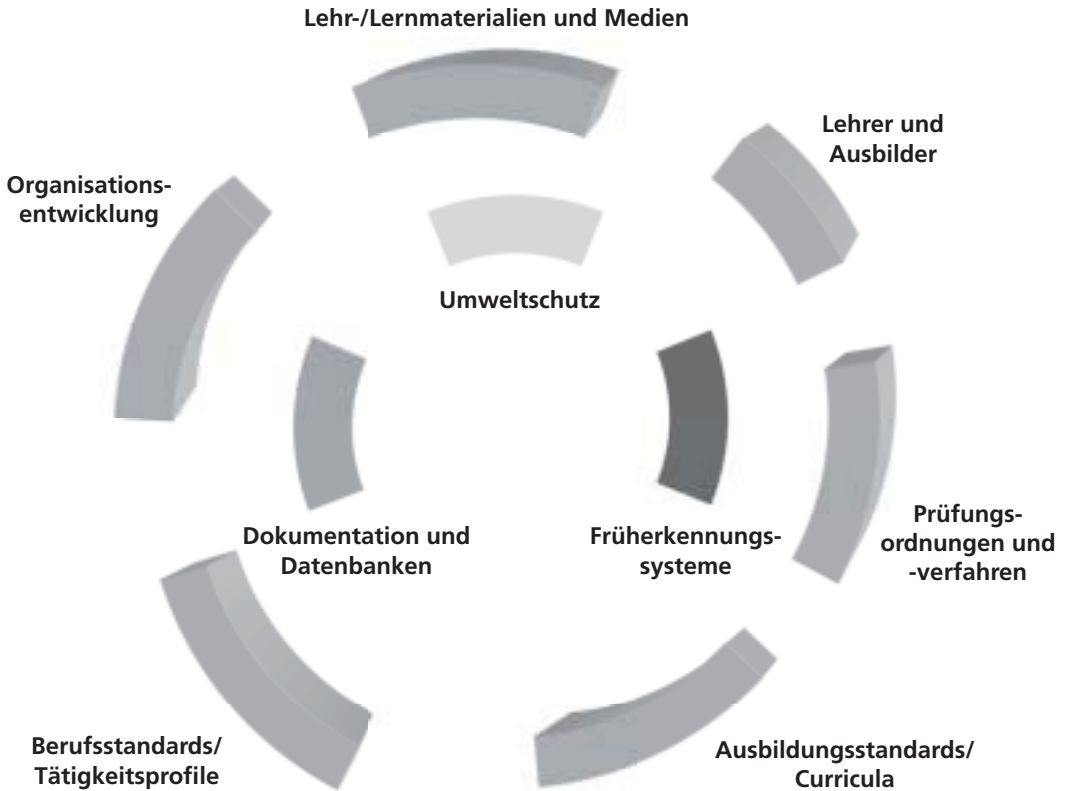 Lehr-/Lernmaterialien und Medien
Lehrer und
Ausbilder
Organisations-
entwicklung
Umweltschutz
Dokumentation und
Datenbanken
Früherkennungs-
systeme
Prüfungs-
ordnungen und
-verfahren
Berufsstandards/
Tätigkeitsprofile
Ausbildungsstandards/
Curricula